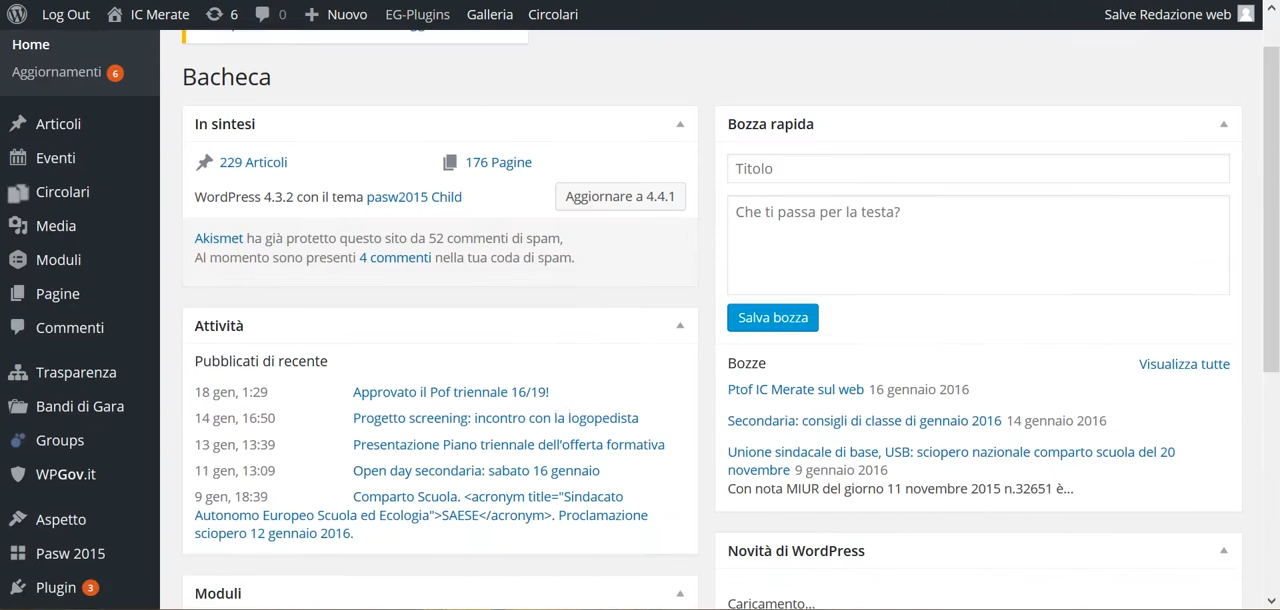 Log Out IC Merate 6 0 Nuovo EG-Plugins Galleria Circolari Salve Redazione web
Home
Aggiornamenti 6
Articoli
Eventi
Circolari
Media
Moduli
Pagine
Commenti
Trasparenza
Bandi di Gara
Groups
WPGov.it
Aspetto
Pasw 2015
Plugin 3
Bacheca
In sintesi
229 Articoli 176 Pagine
WordPress 4.3.2 con il tema pasw2015 Child Aggiornare a 4.4.1
Akismet ha già protetto questo sito da 52 commenti di spam,
Al momento sono presenti 4 commenti nella tua coda di spam.
Attività
Pubblicati di recente
18 gen, 1:29 Approvato il Pof triennale 16/19!
14 gen, 16:50 Progetto screening: incontro con la logopedista
13 gen, 13:39 Presentazione Piano triennale dell’offerta formativa
11 gen, 13:09 Open day secondaria: sabato 16 gennaio
9 gen, 18:39 Comparto Scuola. <acronym title="Sindacato
Autonomo Europeo Scuola ed Ecologia">SAESE</acronym>. Proclamazione
sciopero 12 gennaio 2016.
Moduli
Bozza rapida
Titolo
Che ti passa per la testa?
Salva bozza
Bozze Visualizza tutte
Ptof IC Merate sul web 16 gennaio 2016
Secondaria: consigli di classe di gennaio 2016 14 gennaio 2016
Unione sindacale di base, USB: sciopero nazionale comparto scuola del 20
novembre 9 gennaio 2016
Con nota MIUR del giorno 11 novembre 2015 n.32651 è...
Novità di WordPress
Caricamento...